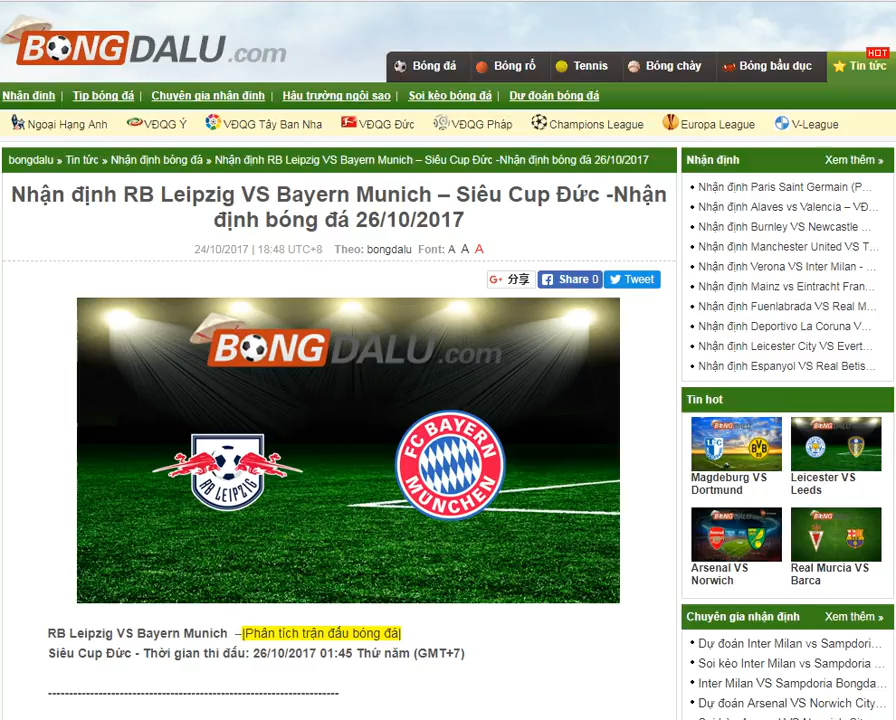 BONGDALU.com
Bóng đá Bóng rổ Tennis Bóng chày Bóng bầu dục Tin tức HOT
Nhận định | Tip bóng đá | Chuyên gia nhận định | Hậu trường ngôi sao | Soi kèo bóng đá | Dự đoán bóng đá
Ngoại Hạng Anh VĐQG Ý VĐQG Tây Ban Nha VĐQG Đức VĐQG Pháp Champions League Europa League V-League
bongdalu » Tin tức » Nhận định bóng đá » Nhận định RB Leipzig VS Bayern Munich – Siêu Cup Đức -Nhận định bóng đá 26/10/2017
Nhận định RB Leipzig VS Bayern Munich – Siêu Cup Đức -Nhận
định bóng đá 26/10/2017
24/10/2017 | 18:48 UTC+8 Theo: bongdalu Font: A A A
G+ 分享 Share 0 Tweet
BONGDALU.com
RB LEIPZIG
FC BAYERN
MÜNCHEN
RB Leipzig VS Bayern Munich –|Phân tích trận đấu bóng đá|
Siêu Cup Đức - Thời gian thi đấu: 26/10/2017 01:45 Thứ năm (GMT+7)
----------------------------------------------------------------------
Nhận định Xem thêm »
Nhận định Paris Saint Germain (P...
Nhận định Alaves vs Valencia – VĐ...
Nhận định Burnley VS Newcastle ...
Nhận định Manchester United VS T...
Nhận định Verona VS Inter Milan - ...
Nhận định Mainz vs Eintracht Fran...
Nhận định Fuenlabrada VS Real M...
Nhận định Deportivo La Coruna V...
Nhận định Leicester City VS Evert...
Nhận định Espanyol VS Real Betis...
Tin hot
Magdeburg VS
Dortmund
Leicester VS
Leeds
Arsenal VS
Norwich
Real Murcia VS
Barca
Chuyên gia nhận định Xem thêm »
Dự đoán Inter Milan vs Sampdori...
Soi kèo Inter Milan vs Sampdoria ...
Inter Milan VS Sampdoria Bongda...
Dự đoán Arsenal VS Norwich City...